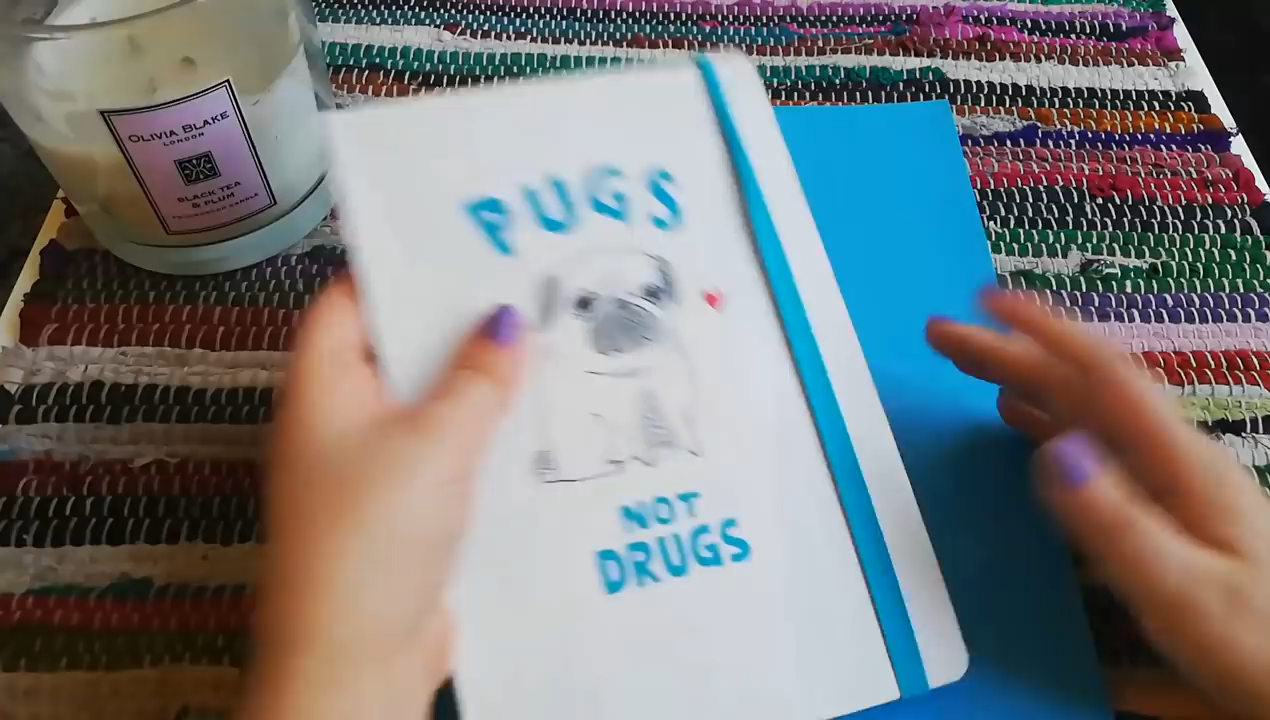 OLIVIA BLAKE
LONDON
BLACK TEA
& PLUM
PUGS
NOT
DRUGS